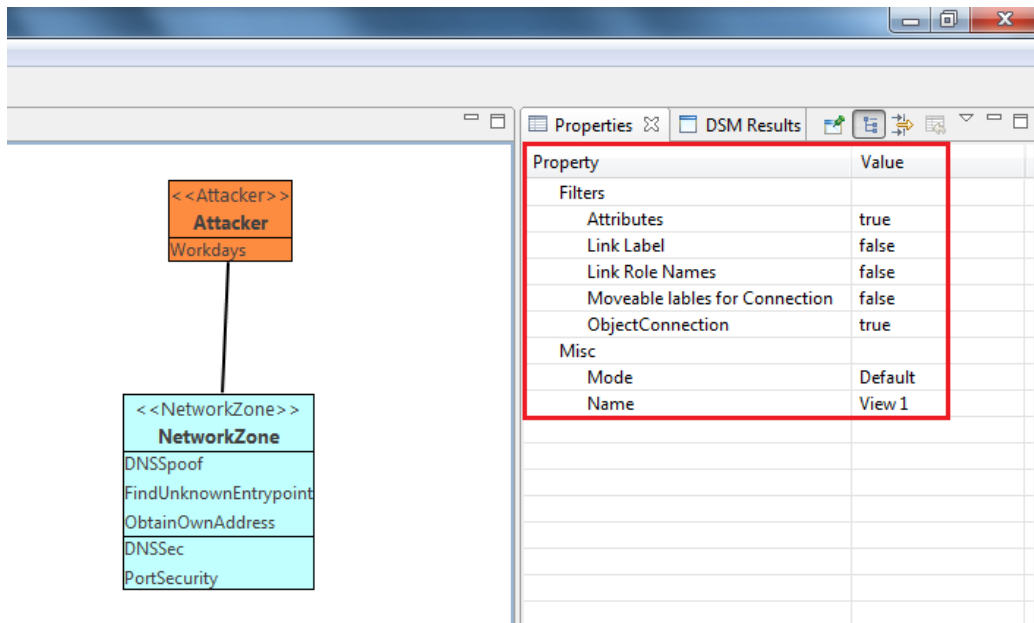 Properties
DSM Results
<<Attacker>>
Attacker
Workdays
<<NetworkZone>>
NetworkZone
DNSSpoof
FindUnknownEntrypoint
ObtainOwnAddress
DNSSec
PortSecurity
Property Value
Filters
Attributes true
Link Label false
Link Role Names false
Moveable lables for Connection false
ObjectConnection true
Misc
Mode Default
Name View 1